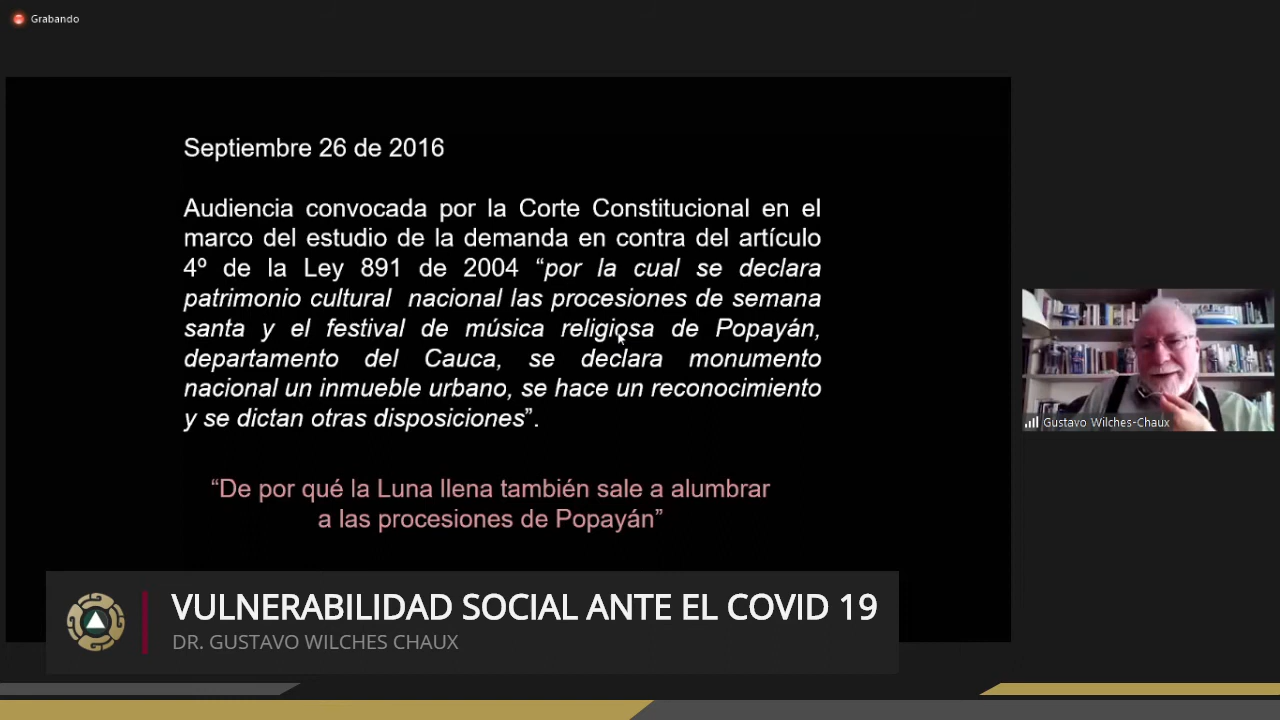 Grabando
Septiembre 26 de 2016
Audiencia convocada por la Corte Constitucional en el
marco del estudio de la demanda en contra del artículo
4º de la Ley 891 de 2004 “por la cual se declara
patrimonio cultural nacional las procesiones de semana
santa y el festival de música religiosa de Popayán,
departamento del Cauca, se declara monumento
nacional un inmueble urbano, se hace un reconocimiento
y se dictan otras disposiciones”.
“De por qué la Luna llena también sale a alumbrar
a las procesiones de Popayán”
Gustavo Wilches-Chaux
VULNERABILIDAD SOCIAL ANTE EL COVID 19
DR. GUSTAVO WILCHES CHAUX